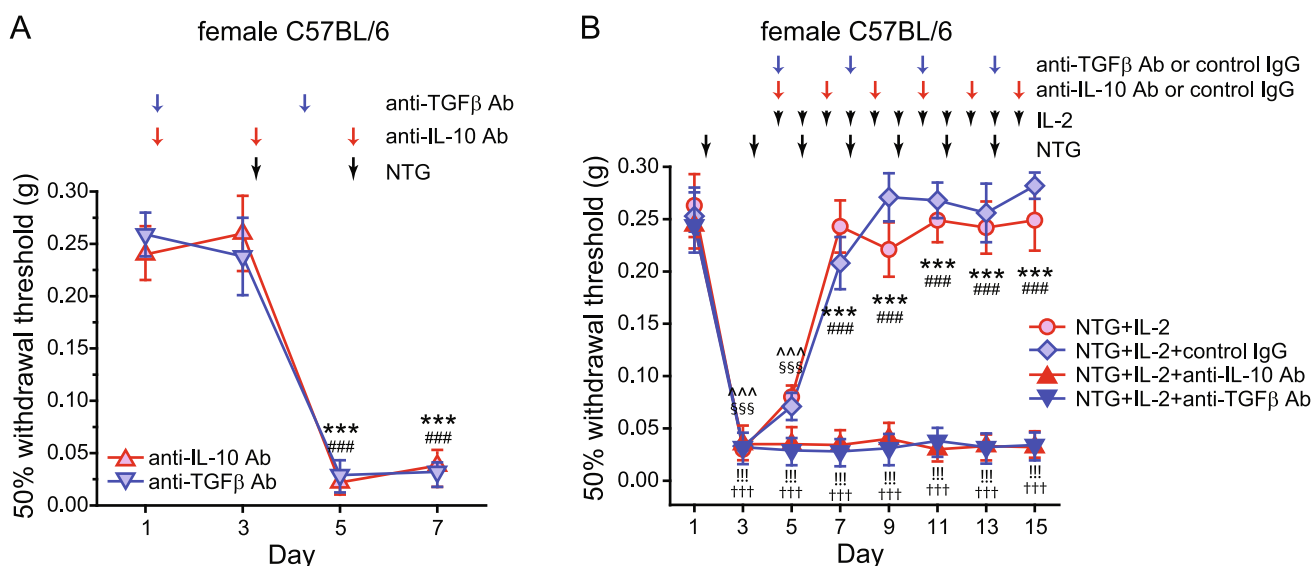 A
female C57BL/6
anti-TGFβ Ab
anti-IL-10 Ab
NTG
50% withdrawal threshold (g)
0.30
0.25
0.20
0.15
0.10
0.05
0.00
***
###
***
###
anti-IL-10 Ab
anti-TGFβ Ab
1 3 5 7
Day
B
female C57BL/6
anti-TGFβ Ab or control IgG
anti-IL-10 Ab or control IgG
IL-2
NTG
50% withdrawal threshold (g)
0.30
0.25
0.20
0.15
0.10
0.05
0.00
*** *** *** *** ***
### ### ### ### ###
^^^ ^^^
§§§ §§§
NTG+IL-2
NTG+IL-2+control IgG
NTG+IL-2+anti-IL-10 Ab
NTG+IL-2+anti-TGFβ Ab
!!! !!! !!! !!! !!! !!! !!!
††† ††† ††† ††† ††† ††† †††
1 3 5 7 9 11 13 15
Day